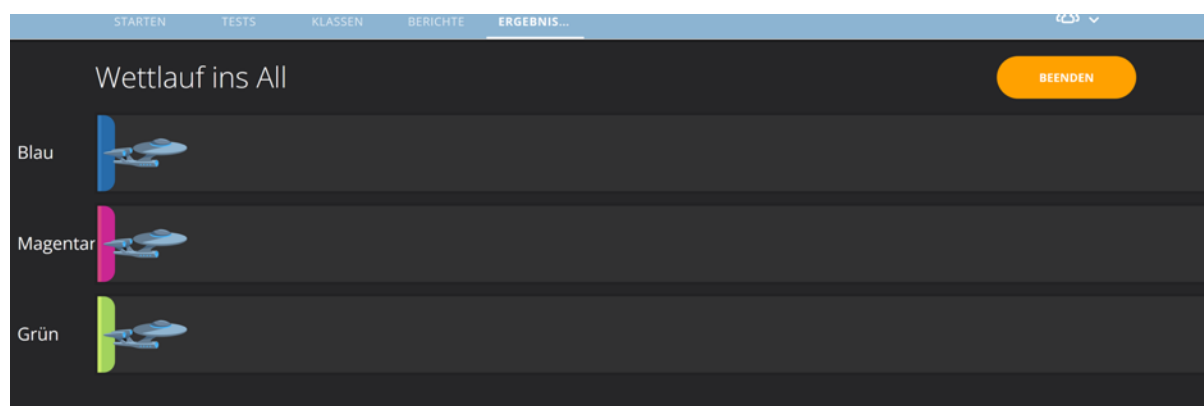 STARTEN TESTS KLASSEN BERICHTE ERGEBNIS...
Wettlauf ins All
BEENDEN
Blau
Magentar
Grün